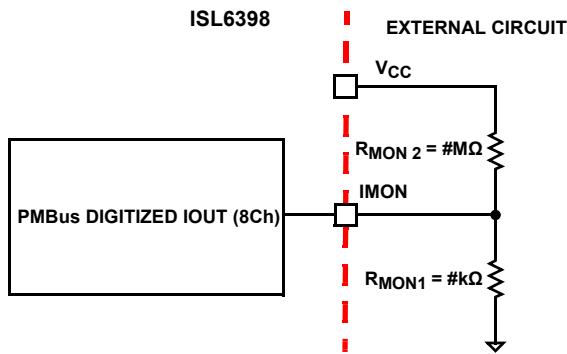 ISL6398
EXTERNAL CIRCUIT
VCC
RMON 2 = #MΩ
PMBus DIGITIZED IOUT (8Ch)
IMON
RMON1 = #kΩ